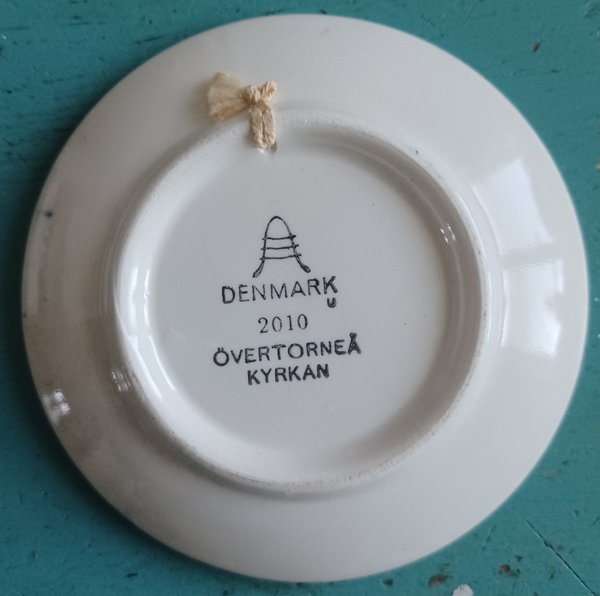 DENMARK
U
2010
ÖVERTORNEÅ
KYRKAN